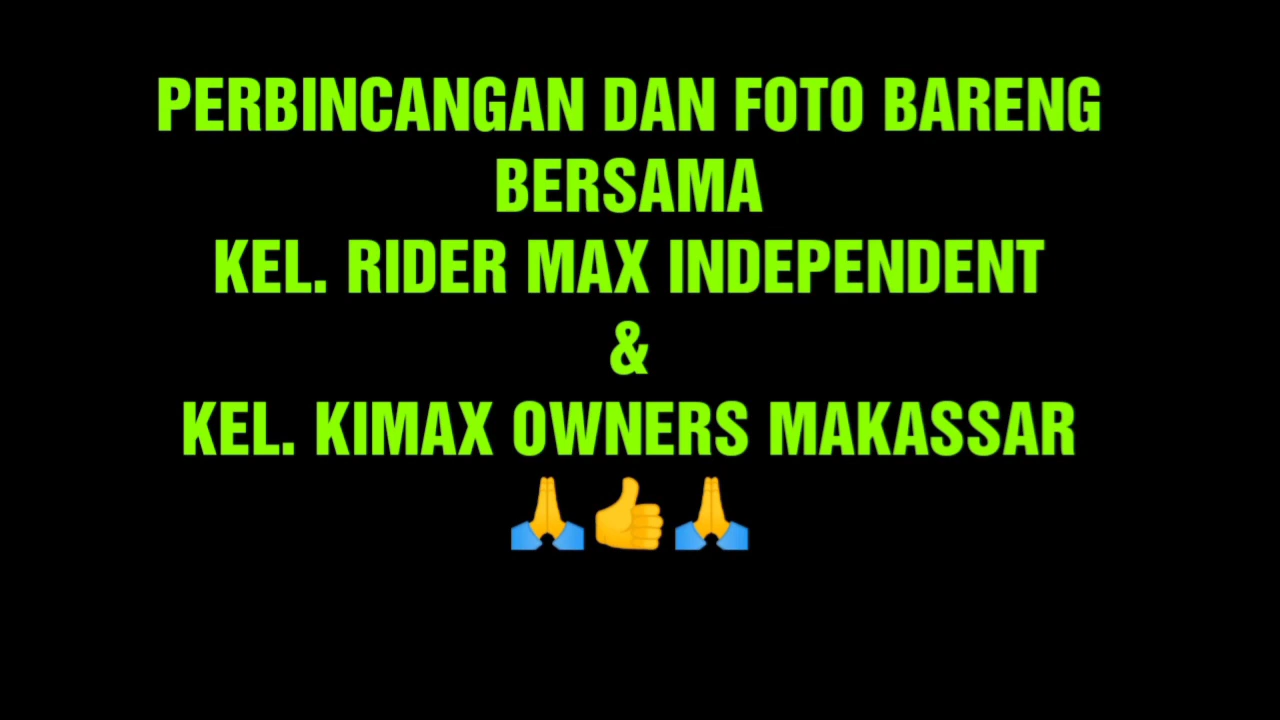 PERBINCANGAN DAN FOTO BARENG
BERSAMA
KEL. RIDER MAX INDEPENDENT
&
KEL. KIMAX OWNERS MAKASSAR
🙏👍🙏